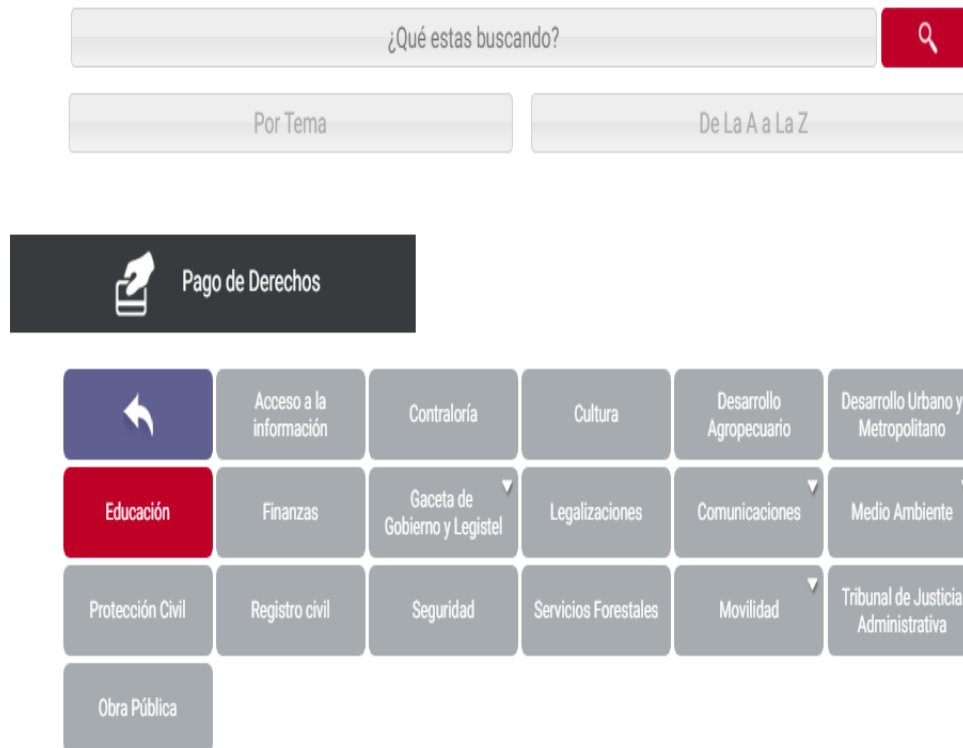 ¿Qué estas buscando?
Por Tema
De La A a La Z
Pago de Derechos
Acceso a la
información
Contraloría
Cultura
Desarrollo
Agropecuario
Desarrollo Urbano y
Metropolitano
Educación
Finanzas
Gaceta de
Gobierno y Legistel
Legalizaciones
Comunicaciones
Medio Ambiente
Protección Civil
Registro civil
Seguridad
Servicios Forestales
Movilidad
Tribunal de Justicia
Administrativa
Obra Pública